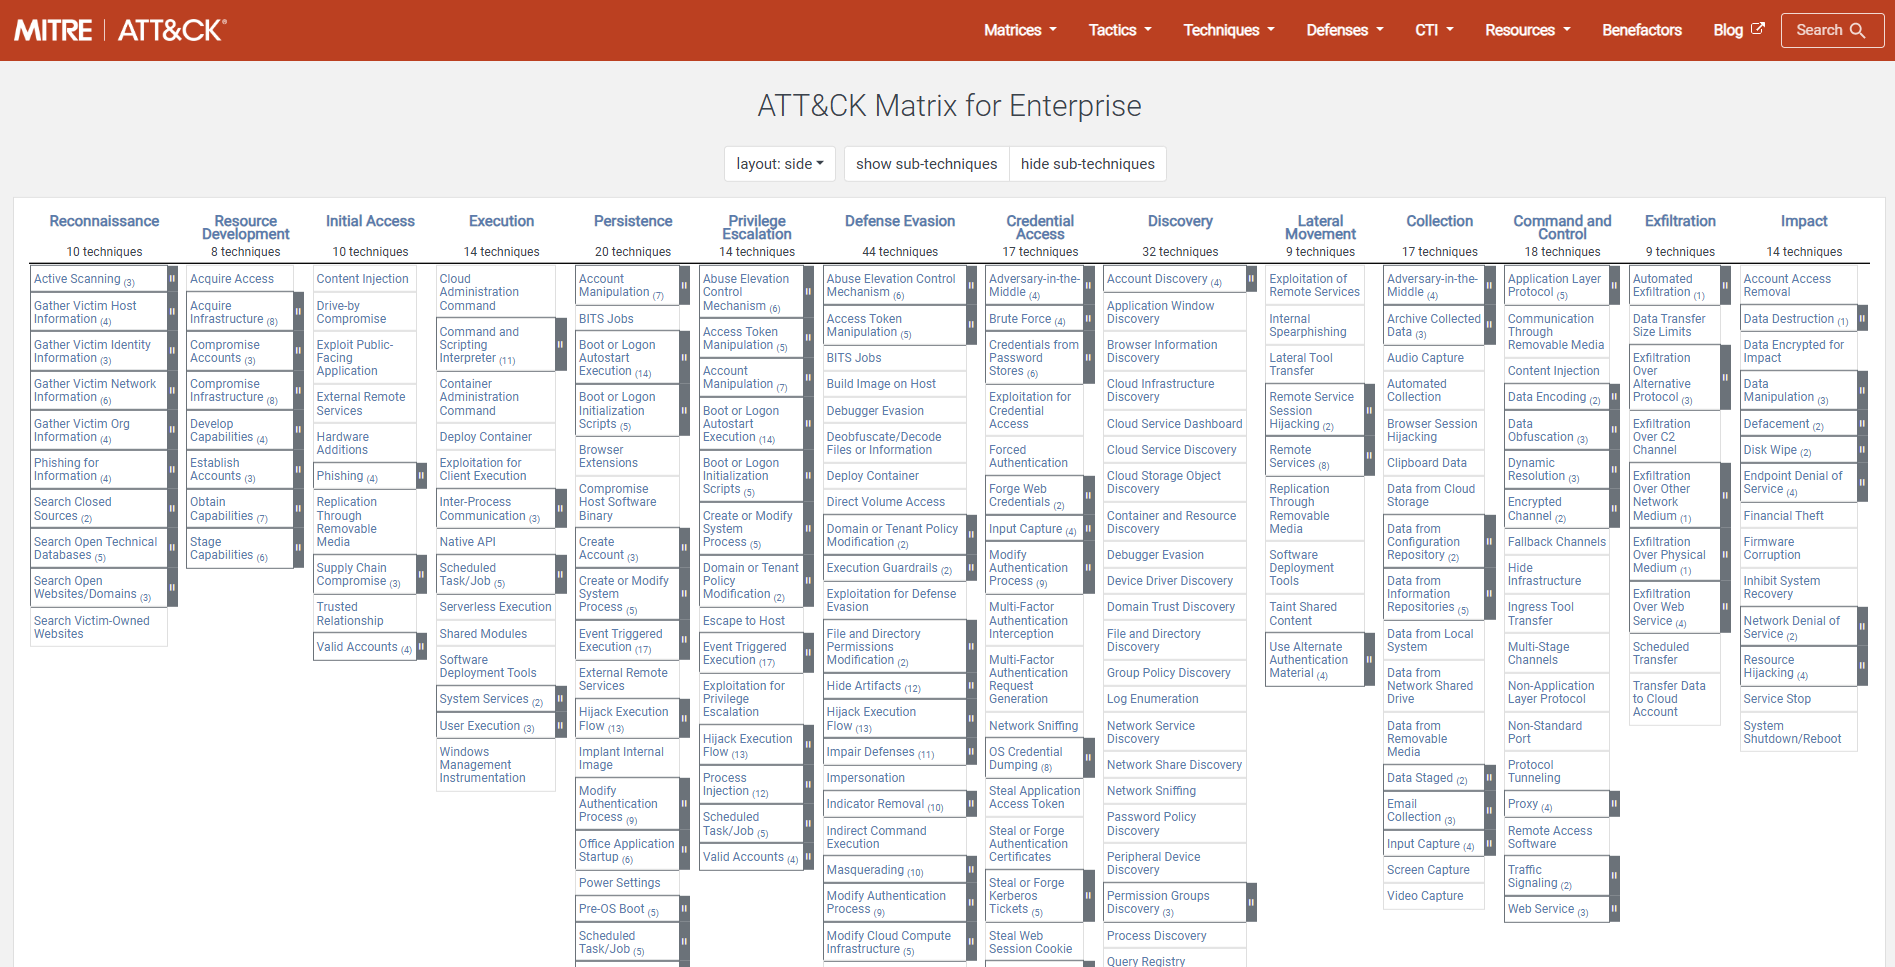 MITRE | ATT&CK®
Matrices
Tactics
Techniques
Defenses
CTI
Resources
Benefactors
Blog
Search
ATT&CK Matrix for Enterprise
layout: side
show sub-techniques
hide sub-techniques
Reconnaissance
10 techniques
Active Scanning (3)
Gather Victim Host
Information (4)
Gather Victim Identity
Information (3)
Gather Victim Network
Information (6)
Gather Victim Org
Information (4)
Phishing for
Information (4)
Search Closed
Sources (2)
Search Open Technical
Databases (5)
Search Open
Websites/Domains (3)
Search Victim-Owned
Websites
Resource
Development
8 techniques
Acquire Access
Acquire
Infrastructure (8)
Compromise
Accounts (3)
Compromise
Infrastructure (8)
Develop
Capabilities (4)
Establish
Accounts (3)
Obtain
Capabilities (7)
Stage
Capabilities (6)
Initial Access
10 techniques
Content Injection
Drive-by
Compromise
Exploit Public-
Facing
Application
External Remote
Services
Hardware
Additions
Phishing (4)
Replication
Through
Removable
Media
Supply Chain
Compromise (3)
Trusted
Relationship
Valid Accounts (4)
Execution
14 techniques
Cloud
Administration
Command
Command and
Scripting
Interpreter (11)
Container
Administration
Command
Deploy Container
Exploitation for
Client Execution
Inter-Process
Communication (3)
Native API
Scheduled
Task/Job (5)
Serverless Execution
Shared Modules
Software
Deployment Tools
System Services (2)
User Execution (3)
Windows
Management
Instrumentation
Persistence
20 techniques
Account
Manipulation (7)
BITS Jobs
Boot or Logon
Autostart
Execution (14)
Boot or Logon
Initialization
Scripts (5)
Browser
Extensions
Compromise
Host Software
Binary
Create
Account (3)
Create or Modify
System
Process (5)
Event Triggered
Execution (17)
External Remote
Services
Hijack Execution
Flow (13)
Implant Internal
Image
Modify
Authentication
Process (9)
Office Application
Startup (6)
Power Settings
Pre-OS Boot (5)
Scheduled
Task/Job (5)
Privilege
Escalation
14 techniques
Abuse Elevation
Control
Mechanism (6)
Access Token
Manipulation (5)
Account
Manipulation (7)
Boot or Logon
Autostart
Execution (14)
Boot or Logon
Initialization
Scripts (5)
Create or Modify
System
Process (5)
Domain or Tenant
Policy
Modification (2)
Escape to Host
Event Triggered
Execution (17)
Exploitation for
Privilege
Escalation
Hijack Execution
Flow (13)
Process
Injection (12)
Scheduled
Task/Job (5)
Valid Accounts (4)
Defense Evasion
44 techniques
Abuse Elevation Control
Mechanism (6)
Access Token
Manipulation (5)
BITS Jobs
Build Image on Host
Debugger Evasion
Deobfuscate/Decode
Files or Information
Deploy Container
Direct Volume Access
Domain or Tenant Policy
Modification (2)
Execution Guardrails (2)
Exploitation for Defense
Evasion
File and Directory
Permissions
Modification (2)
Hide Artifacts (12)
Hijack Execution
Flow (13)
Impair Defenses (11)
Impersonation
Indicator Removal (10)
Indirect Command
Execution
Masquerading (10)
Modify Authentication
Process (9)
Modify Cloud Compute
Infrastructure (5)
Credential
Access
17 techniques
Adversary-in-the-
Middle (4)
Brute Force (4)
Credentials from
Password
Stores (6)
Exploitation for
Credential
Access
Forced
Authentication
Forge Web
Credentials (2)
Input Capture (4)
Modify
Authentication
Process (9)
Multi-Factor
Authentication
Interception
Multi-Factor
Authentication
Request
Generation
Network Sniffing
OS Credential
Dumping (8)
Steal Application
Access Token
Steal or Forge
Authentication
Certificates
Steal or Forge
Kerberos
Tickets (5)
Steal Web
Session Cookie
Discovery
32 techniques
Account Discovery (4)
Application Window
Discovery
Browser Information
Discovery
Cloud Infrastructure
Discovery
Cloud Service Dashboard
Cloud Service Discovery
Cloud Storage Object
Discovery
Container and Resource
Discovery
Debugger Evasion
Device Driver Discovery
Domain Trust Discovery
File and Directory
Discovery
Group Policy Discovery
Log Enumeration
Network Service
Discovery
Network Share Discovery
Network Sniffing
Password Policy
Discovery
Peripheral Device
Discovery
Permission Groups
Discovery (3)
Process Discovery
Query Registry
Lateral
Movement
9 techniques
Exploitation of
Remote Services
Internal
Spearphishing
Lateral Tool
Transfer
Remote Service
Session
Hijacking (2)
Remote
Services (8)
Replication
Through
Removable
Media
Software
Deployment
Tools
Taint Shared
Content
Use Alternate
Authentication
Material (4)
Collection
17 techniques
Adversary-in-the-
Middle (4)
Archive Collected
Data (3)
Audio Capture
Automated
Collection
Browser Session
Hijacking
Clipboard Data
Data from Cloud
Storage
Data from
Configuration
Repository (2)
Data from
Information
Repositories (5)
Data from Local
System
Data from
Network Shared
Drive
Data from
Removable
Media
Data Staged (2)
Email
Collection (3)
Input Capture (4)
Screen Capture
Video Capture
Command and
Control
18 techniques
Application Layer
Protocol (5)
Communication
Through
Removable Media
Content Injection
Data Encoding (2)
Data
Obfuscation (3)
Dynamic
Resolution (3)
Encrypted
Channel (2)
Fallback Channels
Hide
Infrastructure
Ingress Tool
Transfer
Multi-Stage
Channels
Non-Application
Layer Protocol
Non-Standard
Port
Protocol
Tunneling
Proxy (4)
Remote Access
Software
Traffic
Signaling (2)
Web Service (3)
Exfiltration
9 techniques
Automated
Exfiltration (1)
Data Transfer
Size Limits
Exfiltration
Over
Alternative
Protocol (3)
Exfiltration
Over C2
Channel
Exfiltration
Over Other
Network
Medium (1)
Exfiltration
Over Physical
Medium (1)
Exfiltration
Over Web
Service (4)
Scheduled
Transfer
Transfer Data
to Cloud
Account
Impact
14 techniques
Account Access
Removal
Data Destruction (1)
Data Encrypted for
Impact
Data
Manipulation (3)
Defacement (2)
Disk Wipe (2)
Endpoint Denial of
Service (4)
Financial Theft
Firmware
Corruption
Inhibit System
Recovery
Network Denial of
Service (2)
Resource
Hijacking (4)
Service Stop
System
Shutdown/Reboot